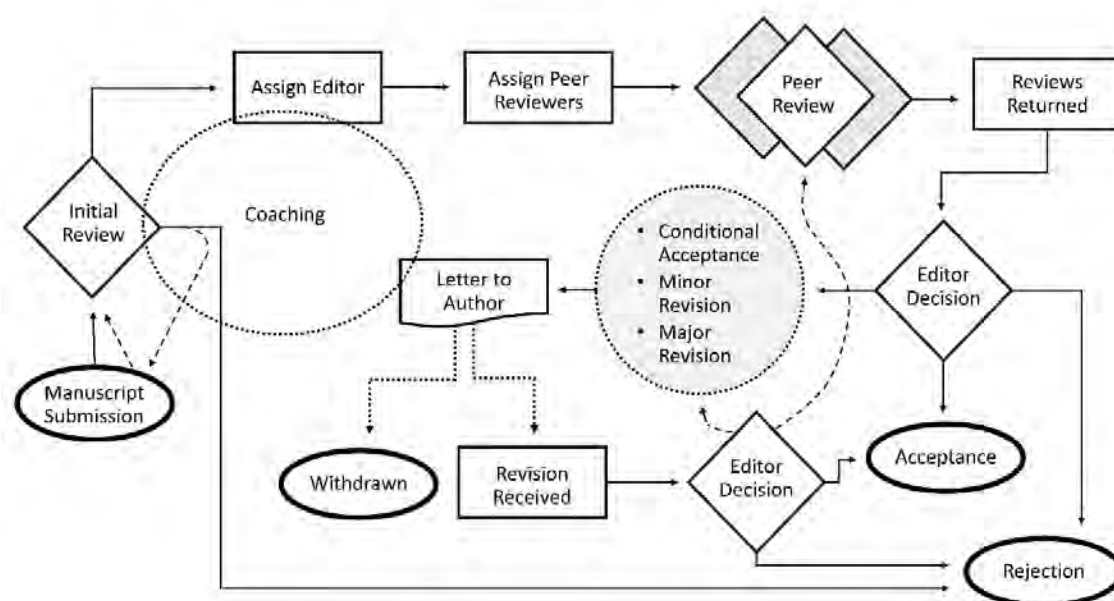 Assign Editor
Assign Peer
Reviewers
Peer
Review
Reviews
Returned
Initial
Review
Coaching
• Conditional
Acceptance
• Minor
Revision
• Major
Revision
Letter to
Author
Editor
Decision
Manuscript
Submission
Withdrawn
Revision
Received
Editor
Decision
Acceptance
Rejection